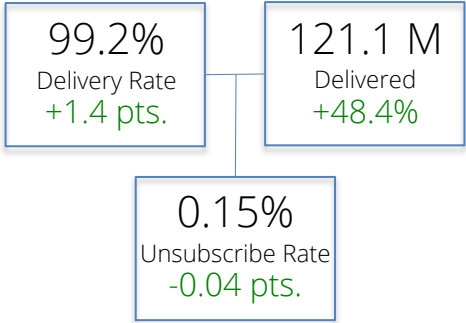 99.2%
Delivery Rate
+1.4 pts.
121.1 M
Delivered
+48.4%
0.15%
Unsubscribe Rate
-0.04 pts.